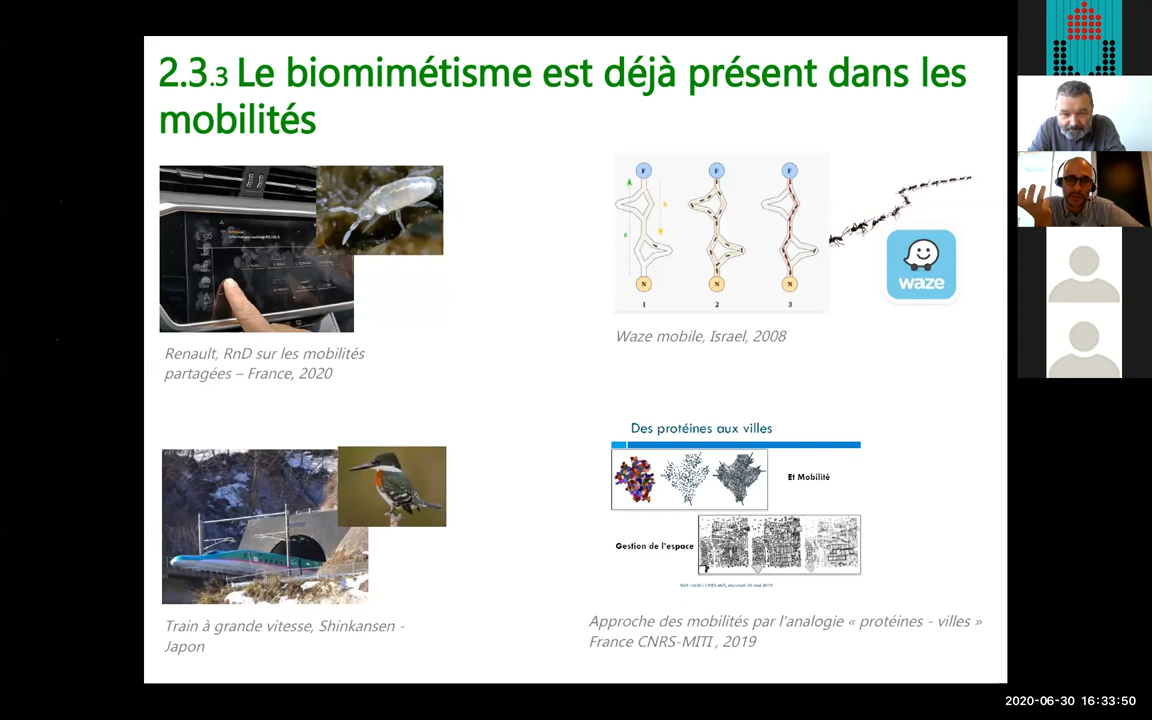 2.3.3 Le biomimétisme est déjà présent dans les
mobilités
Renault, RnD sur les mobilités
partagées – France, 2020
F
F
F
b
a
N
N
N
1
2
3
waze
Waze mobile, Israel, 2008
Train à grande vitesse, Shinkansen -
Japon
Des protéines aux villes
Et Mobilité
Gestion de l'espace
Approche des mobilités par l'analogie « protéines - villes »
France CNRS-MITI , 2019
2020-06-30 16:33:50